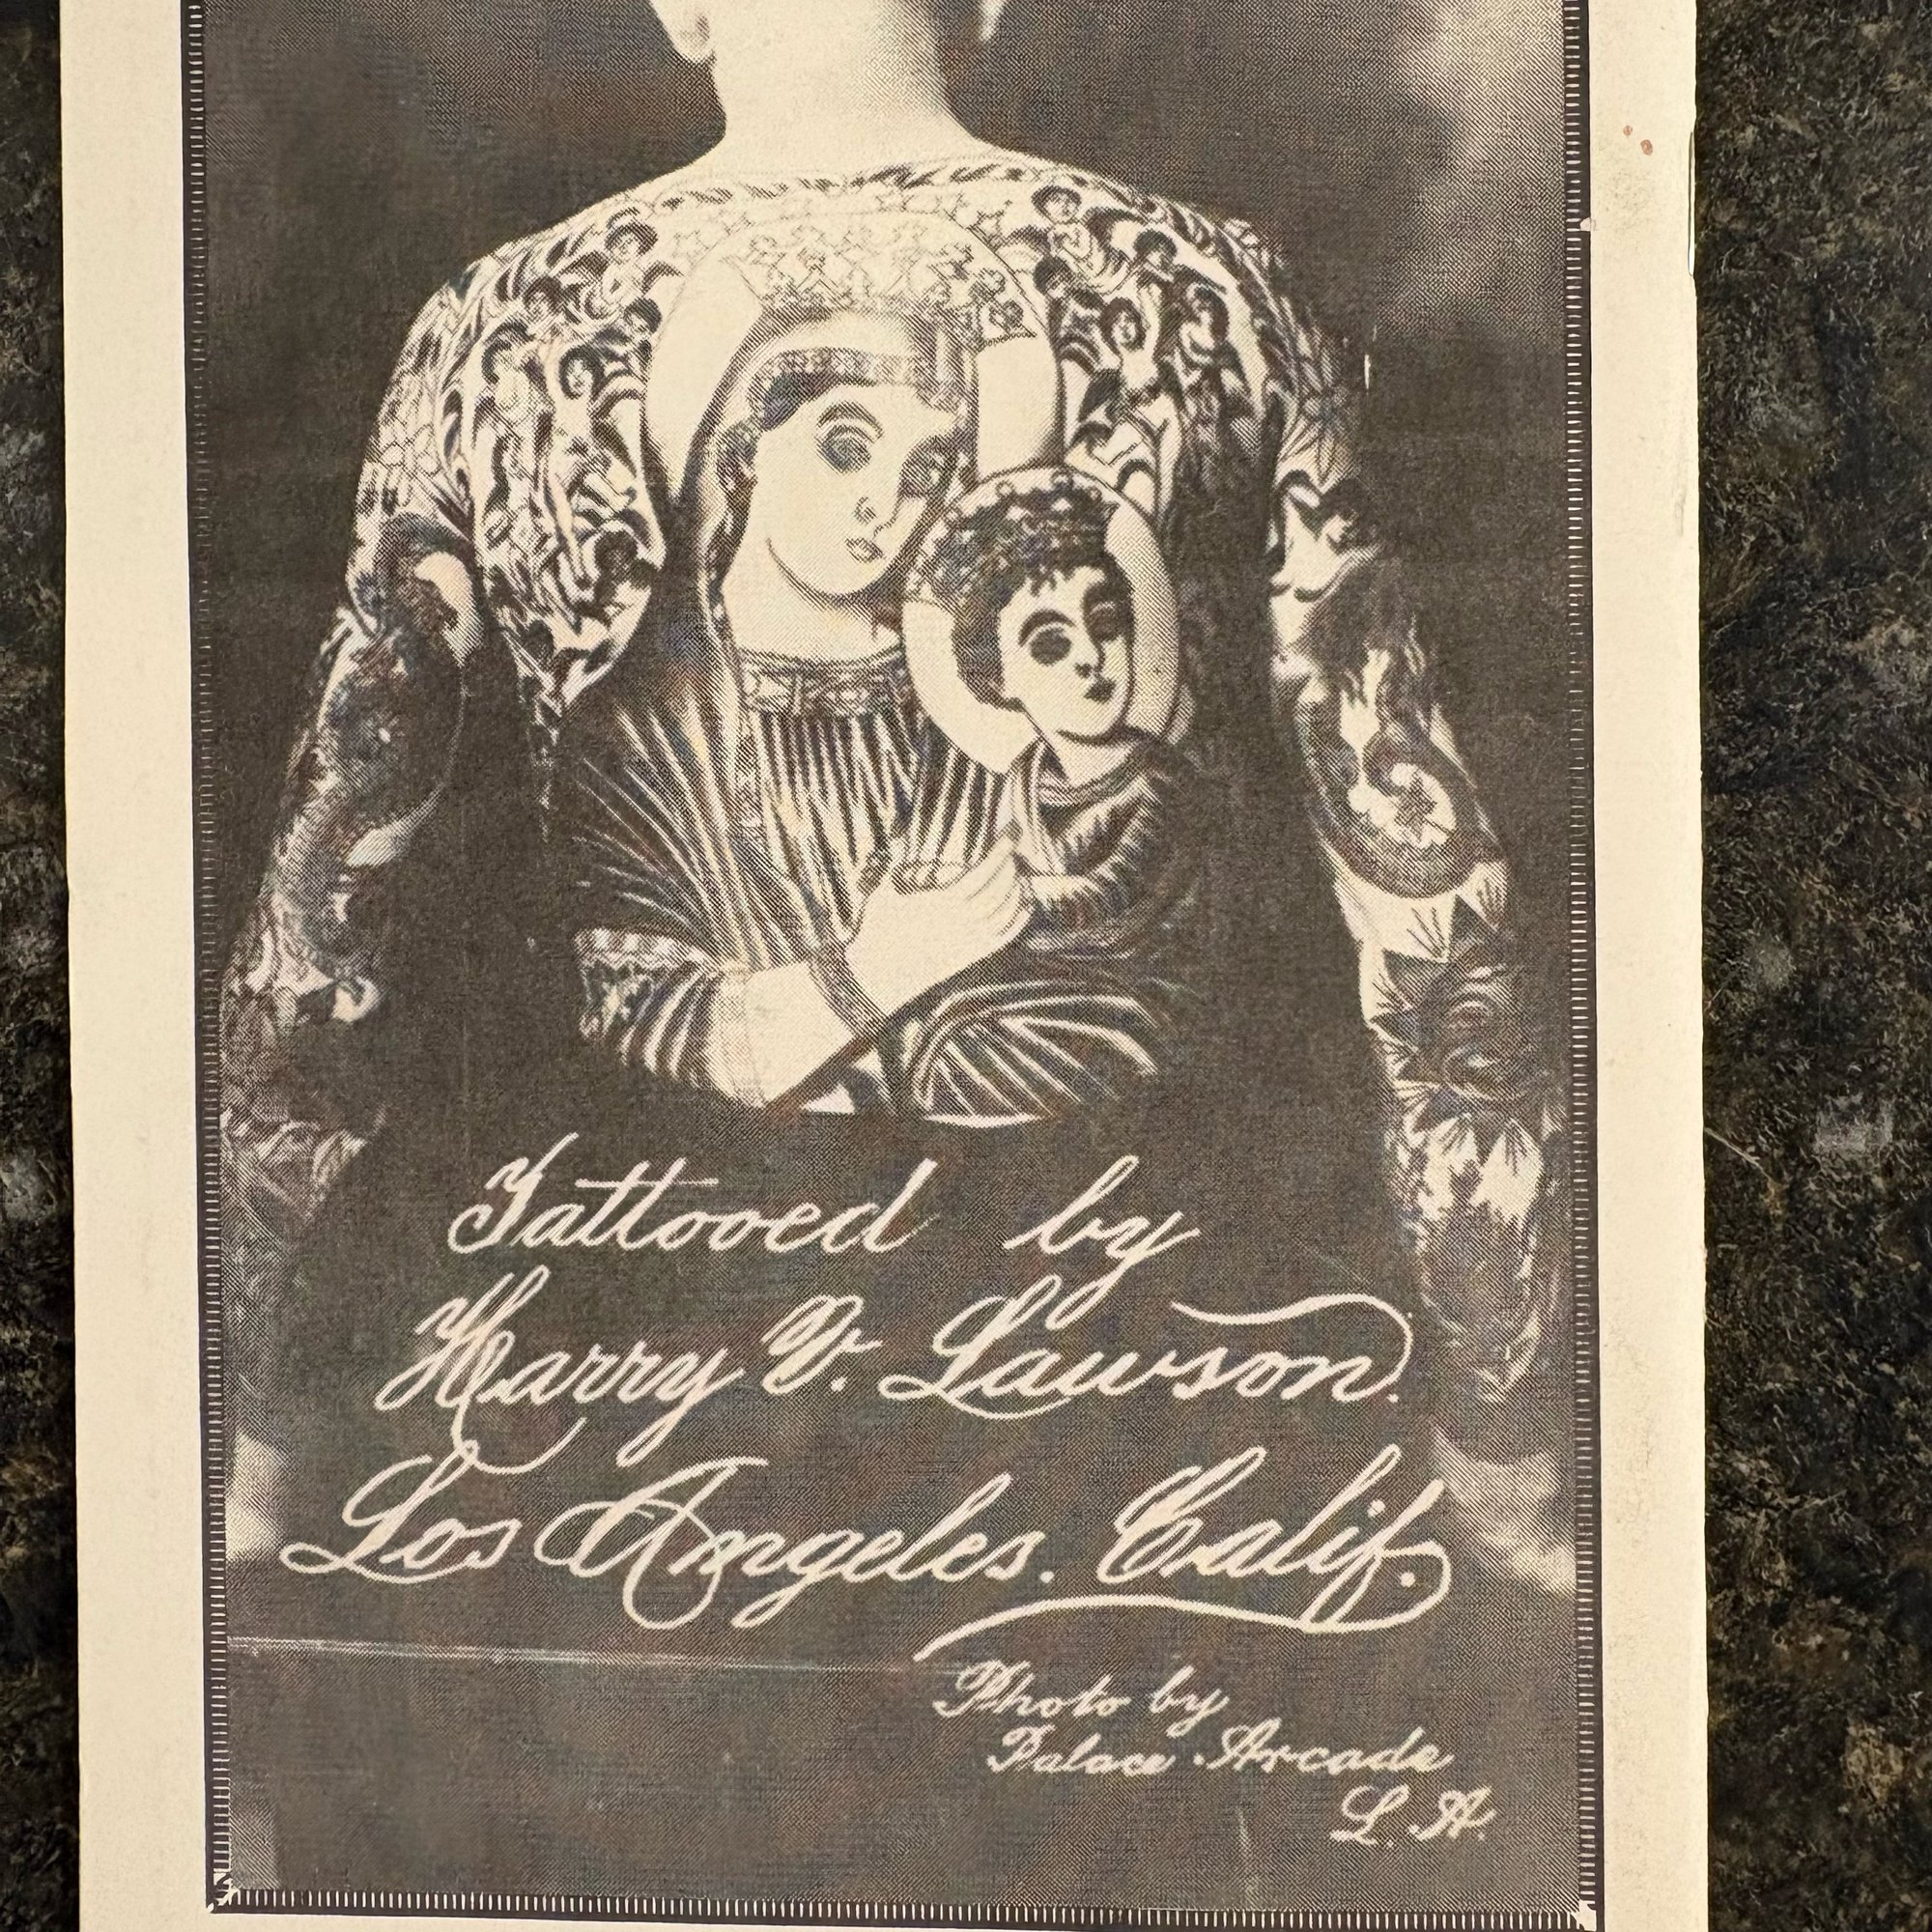 Tattooed by
Harry V. Lawson.
Los Angeles. Calif.
Photo by
Palace Arcade
L.A.